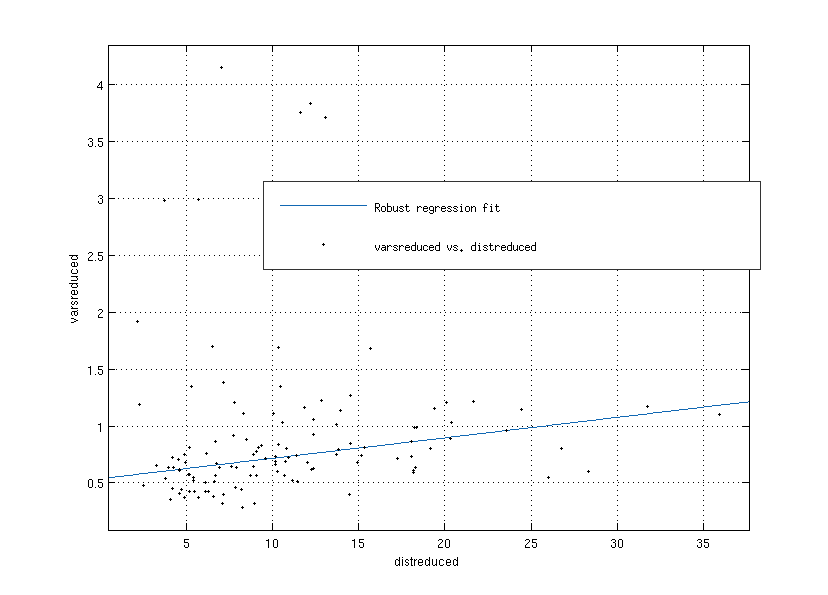 4
3.5
3
2.5
2
1.5
1
0.5
varsreduced
Robust regression fit
varsreduced vs. distreduced
5 10 15 20 25 30 35
distreduced